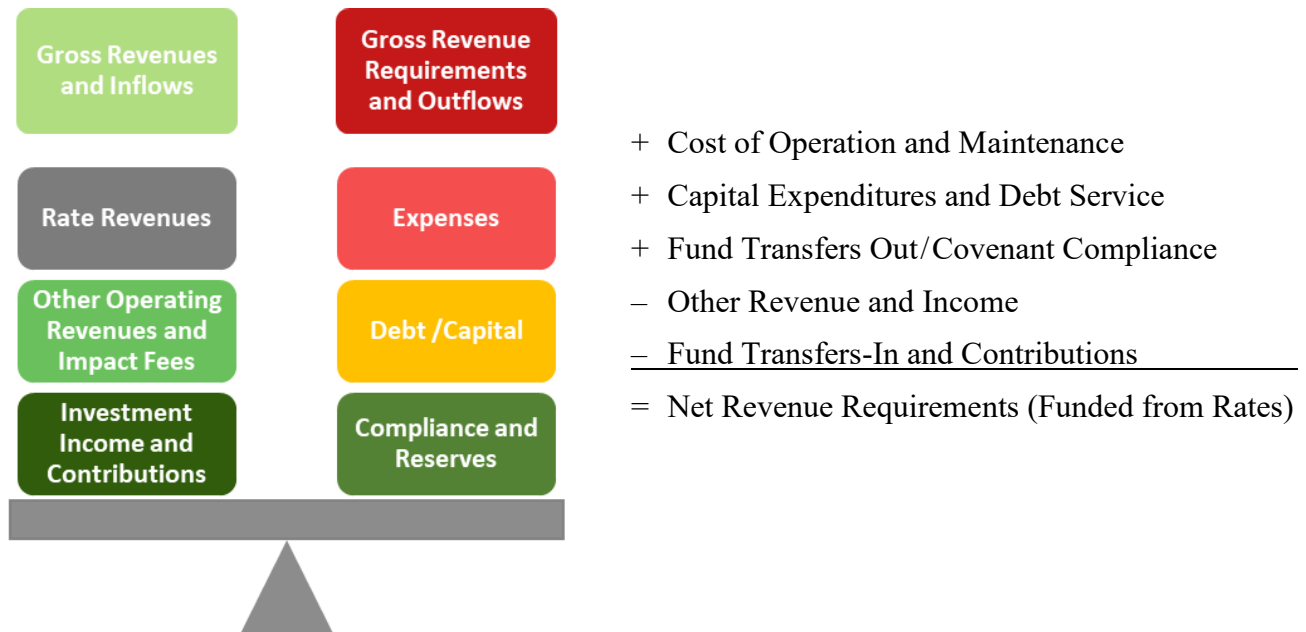 Gross Revenues
and Inflows
Gross Revenue
Requirements
and Outflows
Rate Revenues
Expenses
Other Operating
Revenues and
Impact Fees
Debt /Capital
Investment
Income and
Contributions
Compliance and
Reserves
+ Cost of Operation and Maintenance
+ Capital Expenditures and Debt Service
+ Fund Transfers Out/Covenant Compliance
– Other Revenue and Income
– Fund Transfers-In and Contributions
= Net Revenue Requirements (Funded from Rates)